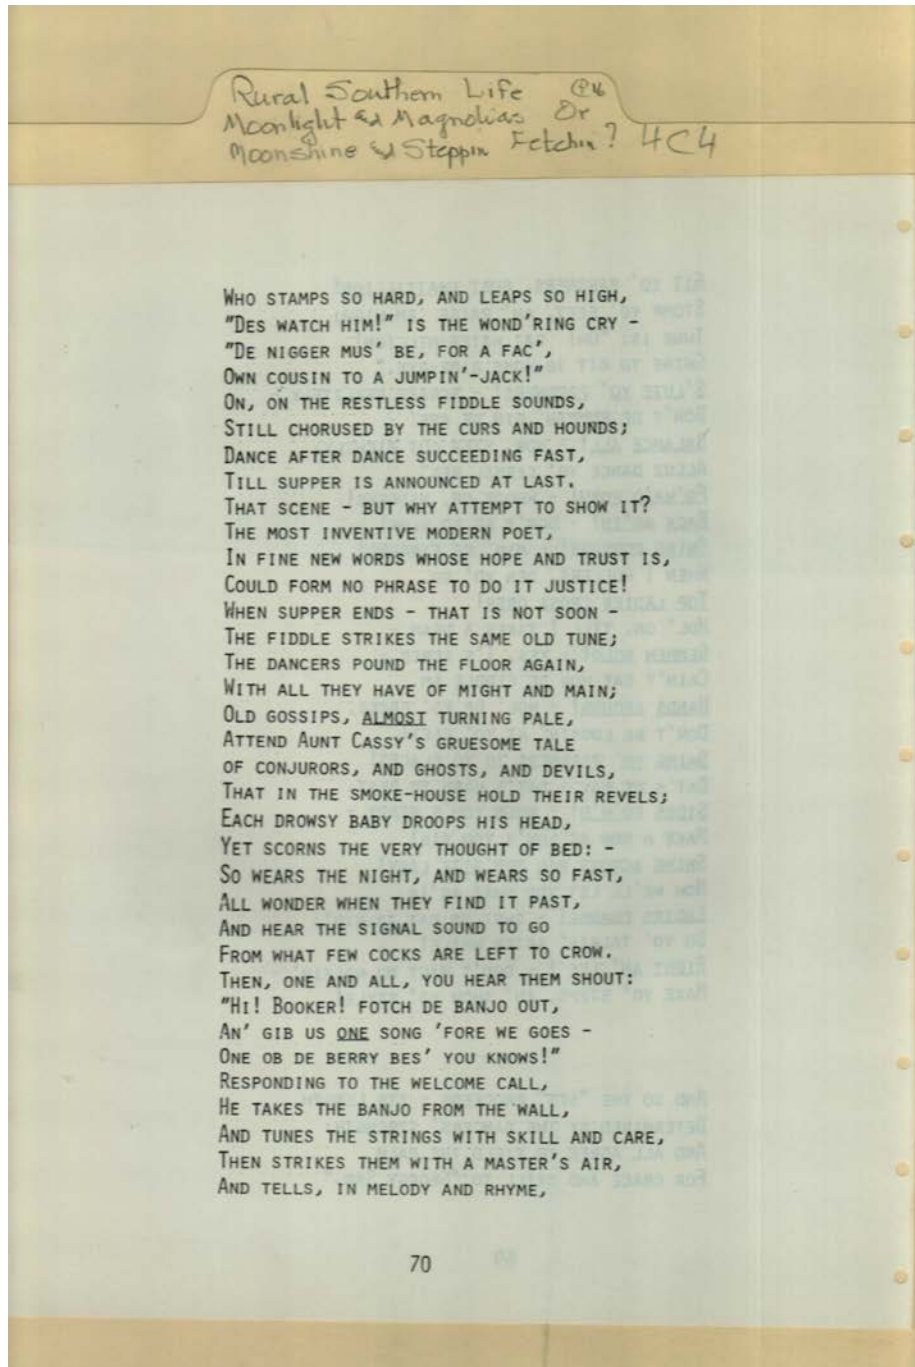 Rural Southern Life
Moonlight & Magnolias Or
Moonshine & Steppin Fetchin? 4C4
WHO STAMPS SO HARD, AND LEAPS SO HIGH,
"DES WATCH HIM!" IS THE WOND'RING CRY -
"DE NIGGER MUS' BE, FOR A FAC',
OWN COUSIN TO A JUMPIN'-JACK!"
ON, ON THE RESTLESS FIDDLE SOUNDS,
STILL CHORUSED BY THE CURS AND HOUNDS;
DANCE AFTER DANCE SUCCEEDING FAST,
TILL SUPPER IS ANNOUNCED AT LAST.
THAT SCENE - BUT WHY ATTEMPT TO SHOW IT?
THE MOST INVENTIVE MODERN POET,
IN FINE NEW WORDS WHOSE HOPE AND TRUST IS,
COULD FORM NO PHRASE TO DO IT JUSTICE!
WHEN SUPPER ENDS - THAT IS NOT SOON -
THE FIDDLE STRIKES THE SAME OLD TUNE;
THE DANCERS POUND THE FLOOR AGAIN,
WITH ALL THEY HAVE OF MIGHT AND MAIN;
OLD GOSSIPS, ALMOST TURNING PALE,
ATTEND AUNT CASSY'S GRUESOME TALE
OF CONJURORS, AND GHOSTS, AND DEVILS,
THAT IN THE SMOKE-HOUSE HOLD THEIR REVELS;
EACH DROWSY BABY DROOPS HIS HEAD,
YET SCORNS THE VERY THOUGHT OF BED: -
SO WEARS THE NIGHT, AND WEARS SO FAST,
ALL WONDER WHEN THEY FIND IT PAST,
AND HEAR THE SIGNAL SOUND TO GO
FROM WHAT FEW COCKS ARE LEFT TO CROW.
THEN, ONE AND ALL, YOU HEAR THEM SHOUT:
"HI! BOOKER! FOTCH DE BANJO OUT,
AN' GIB US ONE SONG 'FORE WE GOES -
ONE OB DE BERRY BES' YOU KNOWS!"
RESPONDING TO THE WELCOME CALL,
HE TAKES THE BANJO FROM THE WALL,
AND TUNES THE STRINGS WITH SKILL AND CARE,
THEN STRIKES THEM WITH A MASTER'S AIR,
AND TELLS, IN MELODY AND RHYME,
70